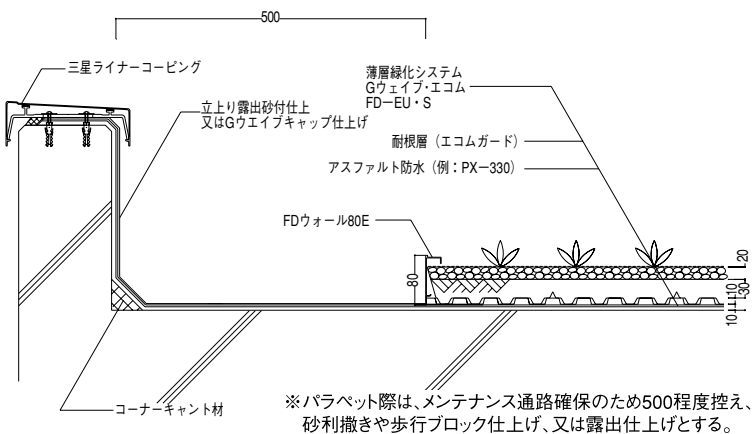 500
三星ライナーコーピング
薄層緑化システム
Gウェイブ・エコム
FD−EU・S
立上り露出砂付仕上
又はGウエイブキャップ仕上げ
耐根層（エコムガード）
アスファルト防水（例：PX−330）
FDウォール80E
80
20
30
10
10
コーナーキャント材
※パラペット際は、メンテナンス通路確保のため500程度控え、
砂利撒きや歩行ブロック仕上げ、又は露出仕上げとする。